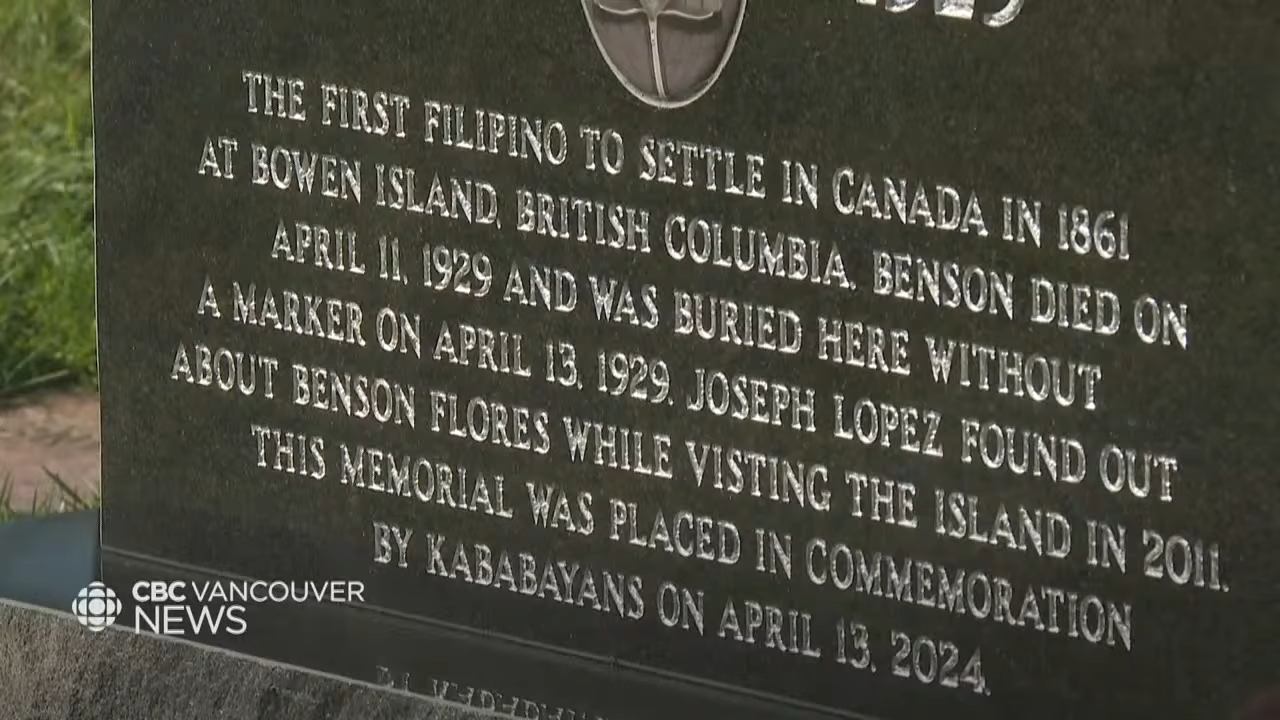 1929
THE FIRST FILIPINO TO SETTLE IN CANADA IN 1861
AT BOWEN ISLAND, BRITISH COLUMBIA. BENSON DIED ON
APRIL 11, 1929 AND WAS BURIED HERE WITHOUT
A MARKER ON APRIL 13, 1929. JOSEPH LOPEZ FOUND OUT
ABOUT BENSON FLORES WHILE VISTING THE ISLAND IN 2011.
THIS MEMORIAL WAS PLACED IN COMMEMORATION
BY KABABAYANS ON APRIL 13, 2024.
CBC VANCOUVER
NEWS